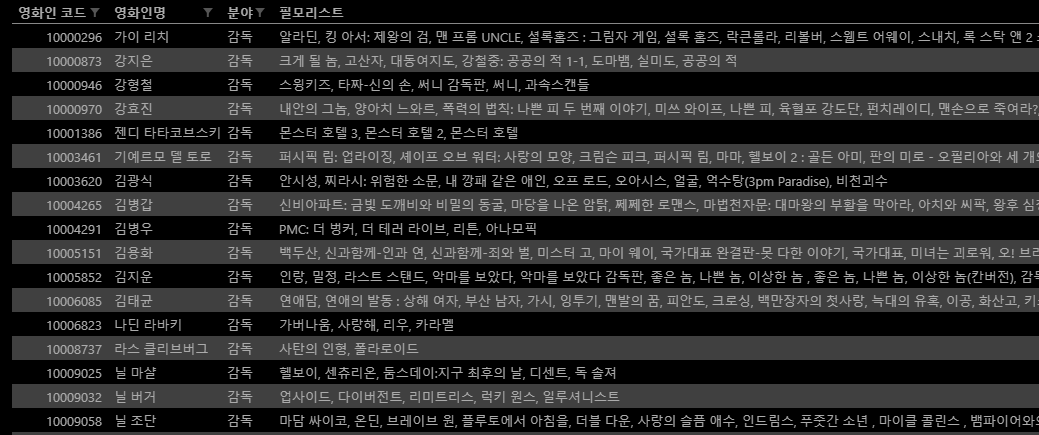 영화인 코드 영화인명 분야 필모리스트
10000296 가이 리치 감독 알라딘, 킹 아서: 제왕의 검, 맨 프롬 UNCLE, 셜록홈즈 : 그림자 게임, 셜록 홈즈, 락큰롤라, 리볼버, 스웹트 어웨이, 스내치, 록 스탁 앤 2
10000873 강지은 감독 크게 될 놈, 고산자, 대동여지도, 강철중: 공공의 적 1-1, 도마뱀, 실미도, 공공의 적
10000946 강형철 감독 스윙키즈, 타짜-신의 손, 써니 감독판, 써니, 과속스캔들
10000970 강효진 감독 내안의 그놈, 양아치 느와르, 폭력의 법칙: 나쁜 피 두 번째 이야기, 미쓰 와이프, 나쁜 피, 육혈포 강도단, 펀치레이디, 맨손으로 죽여라?,
10001386 젠디 타타코브스키 감독 몬스터 호텔 3, 몬스터 호텔 2, 몬스터 호텔
10003461 기예르모 델 토로 감독 퍼시픽 림: 업라이징, 셰이프 오브 워터: 사랑의 모양, 크림슨 피크, 퍼시픽 림, 마마, 헬보이 2 : 골든 아미, 판의 미로 - 오필리아와 세 개의
10003620 김광식 감독 안시성, 찌라시: 위험한 소문, 내 깡패 같은 애인, 오프 로드, 오아시스, 얼굴, 억수탕(3pm Paradise), 비천괴수
10004265 김병갑 감독 신비아파트: 금빛 도깨비와 비밀의 동굴, 마당을 나온 암탉, 쩨쩨한 로맨스, 마법천자문: 대마왕의 부활을 막아라, 아치와 씨팍, 왕후 심청
10004291 김병우 감독 PMC: 더 벙커, 더 테러 라이브, 리튼, 아나모픽
10005151 김용화 감독 백두산, 신과함께-인과 연, 신과함께-죄와 벌, 미스터 고, 마이 웨이, 국가대표 완결판-못 다한 이야기, 국가대표, 미녀는 괴로워, 오! 브라
10005852 김지운 감독 인랑, 밀정, 라스트 스탠드, 악마를 보았다, 악마를 보았다 감독판, 좋은 놈, 나쁜 놈, 이상한 놈 , 좋은 놈, 나쁜 놈, 이상한 놈(칸버전), 감독
10006085 김태균 감독 연애담, 연애의 발동 : 상해 여자, 부산 남자, 가시, 잉투기, 맨발의 꿈, 피안도, 크로싱, 백만장자의 첫사랑, 늑대의 유혹, 이공, 화산고, 키스
10006823 나딘 라바키 감독 가버나움, 사랑해, 리우, 카라멜
10008737 라스 클리브버그 감독 사탄의 인형, 폴라로이드
10009025 닐 마샬 감독 헬보이, 센츄리온, 둠스데이:지구 최후의 날, 디센트, 독 솔져
10009032 닐 버거 감독 업사이드, 다이버전트, 리미트리스, 럭키 원스, 일루셔니스트
10009058 닐 조단 감독 마담 싸이코, 온딘, 브레이브 원, 플루토에서 아침을, 더블 다운, 사랑의 슬픔 애수, 인드림스, 푸줏간 소년 , 마이클 콜린스 , 뱀파이어와의